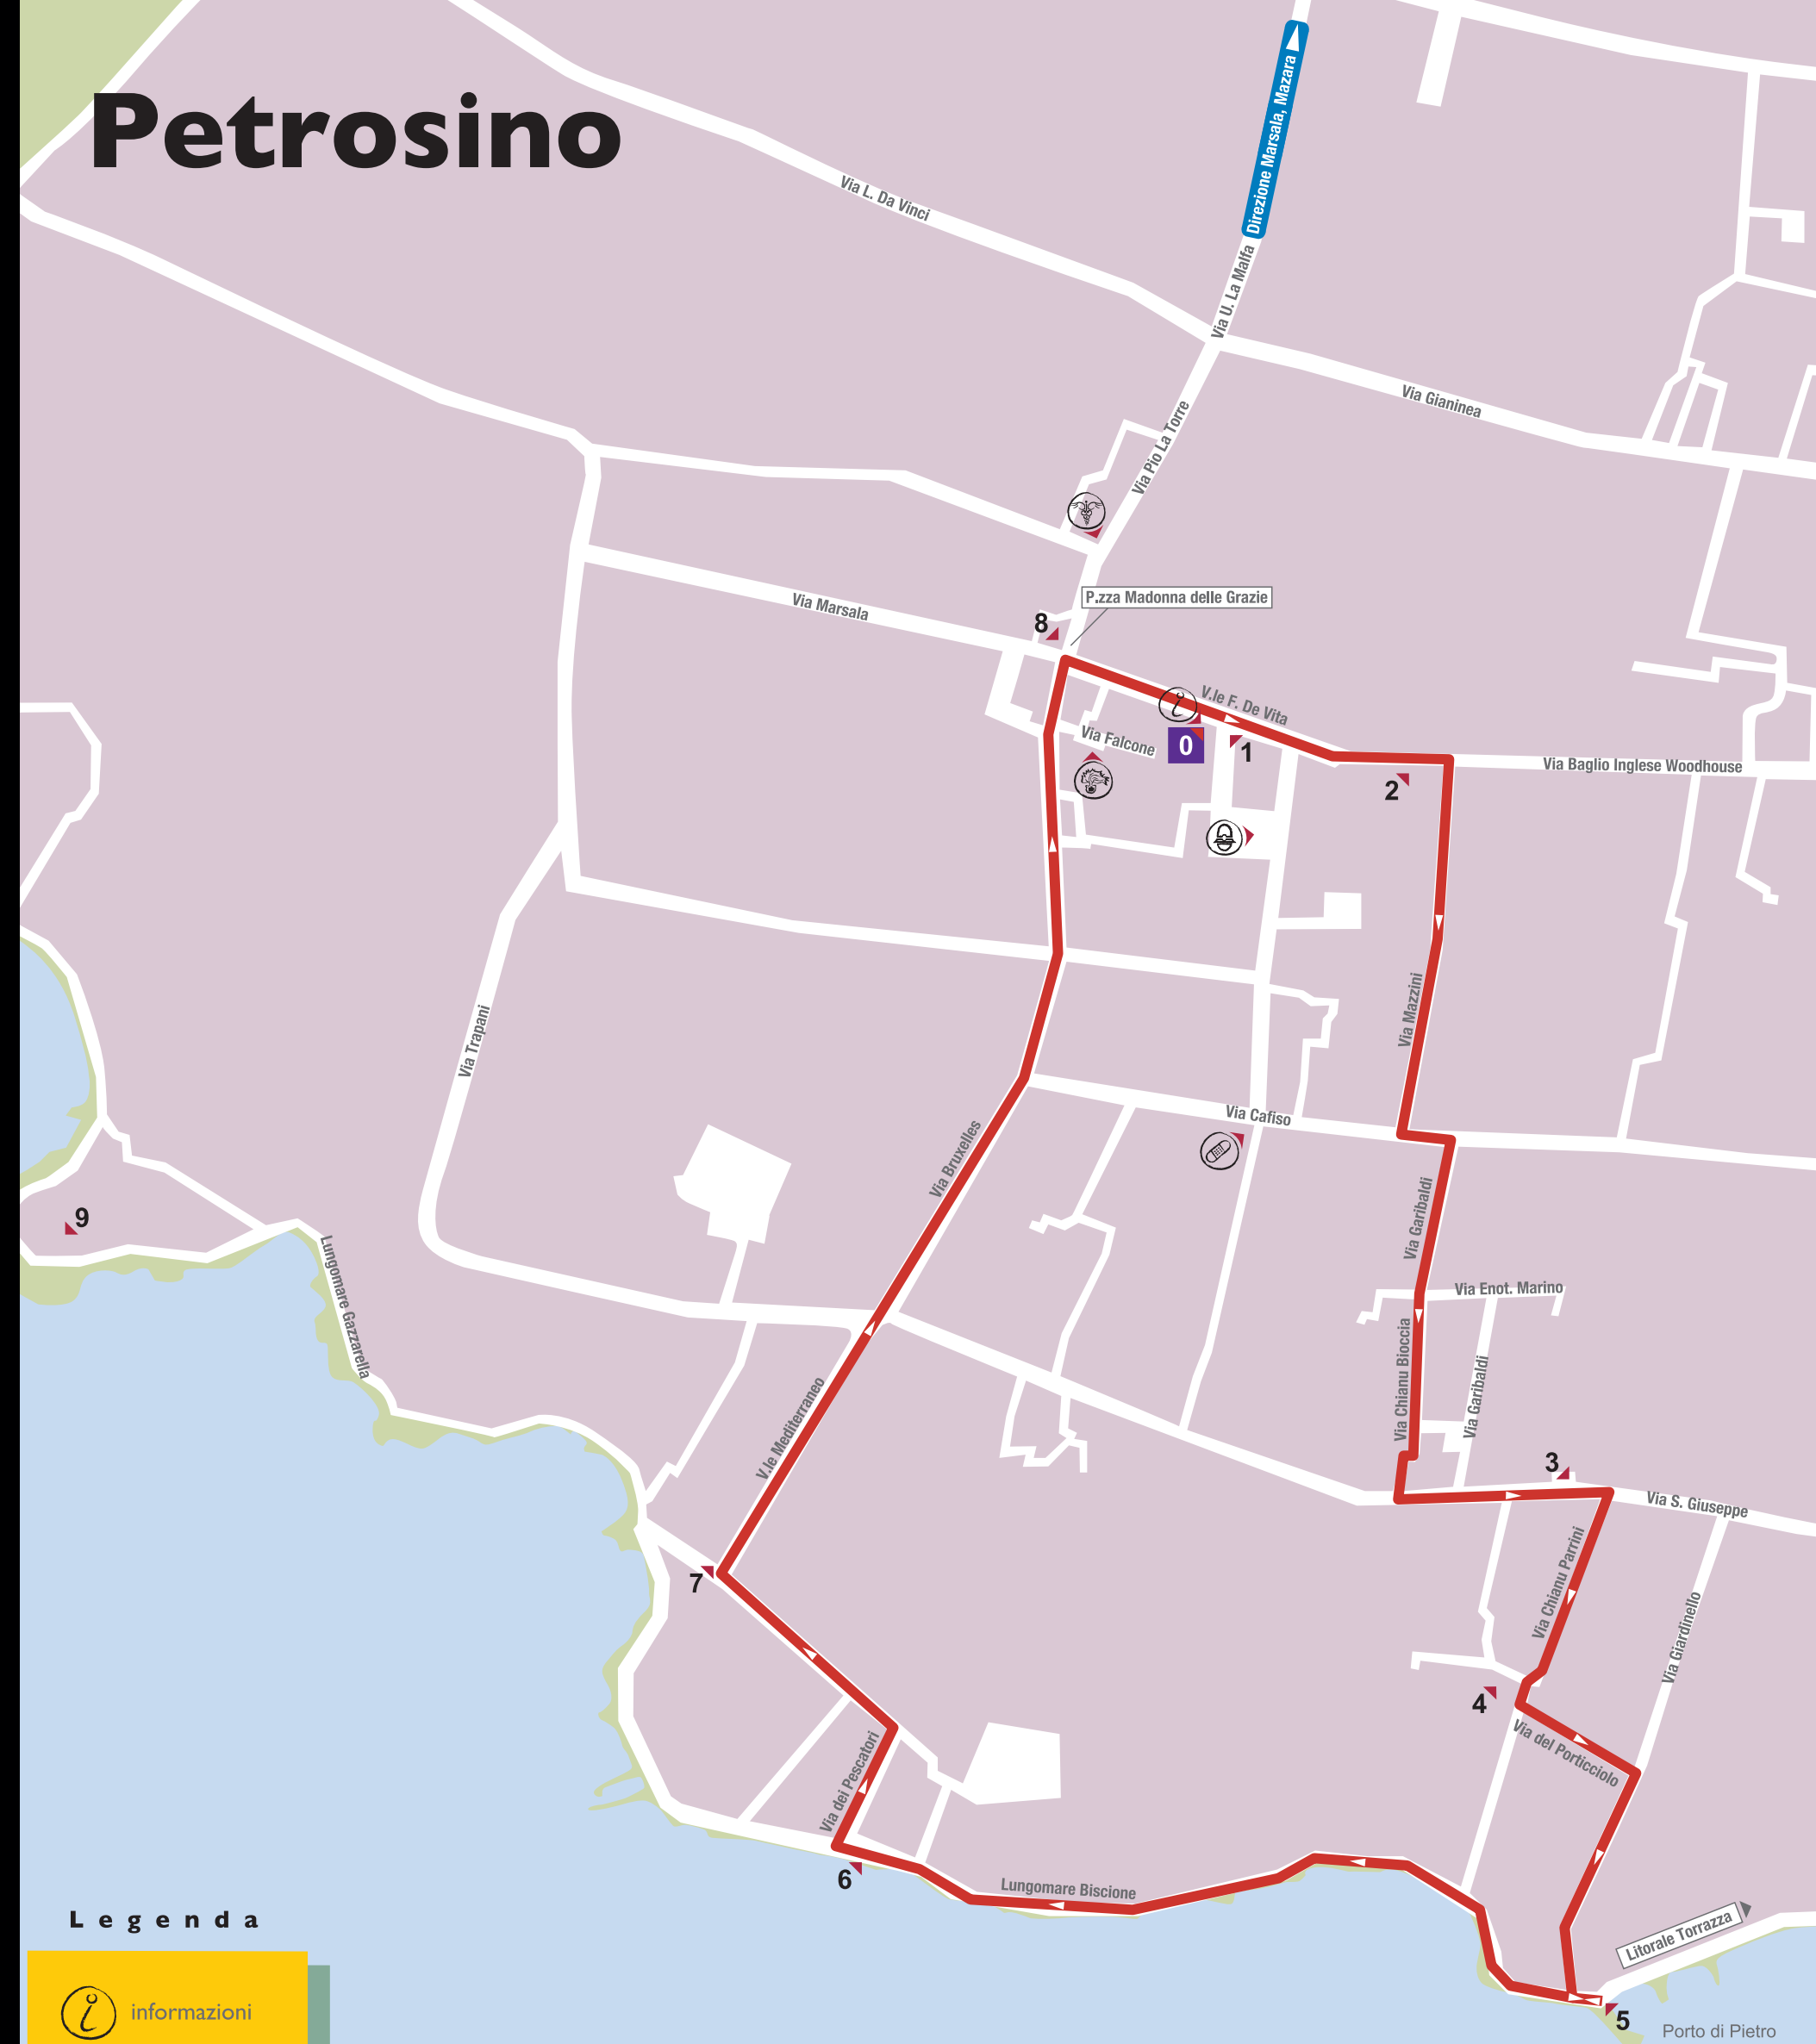 Petrosino
Direzione Marsala, Mazara
Via L. Da Vinci
Via U. La Malfa
Via Gianinea
Via Pio La Torre
P.zza Madonna delle Grazie
Via Marsala
8
V.le F. De Vita
Via Falcone
0
1
2
Via Baglio Inglese Woodhouse
Via Mazzini
Via Trapani
Via Cafiso
Via Bruxelles
Via Garibaldi
9
Lungomare Gazzarella
Via Enot. Marino
Via Chianu Bioccia
Via Garibaldi
V.le Mediterraneo
3
Via S. Giuseppe
Via Chianu Parrini
7
Via Giardinello
4
Via del Porticciolo
Via dei Pescatori
6
Lungomare Biscione
Litorale Torrazza
5
Porto di Pietro
Legenda
informazioni